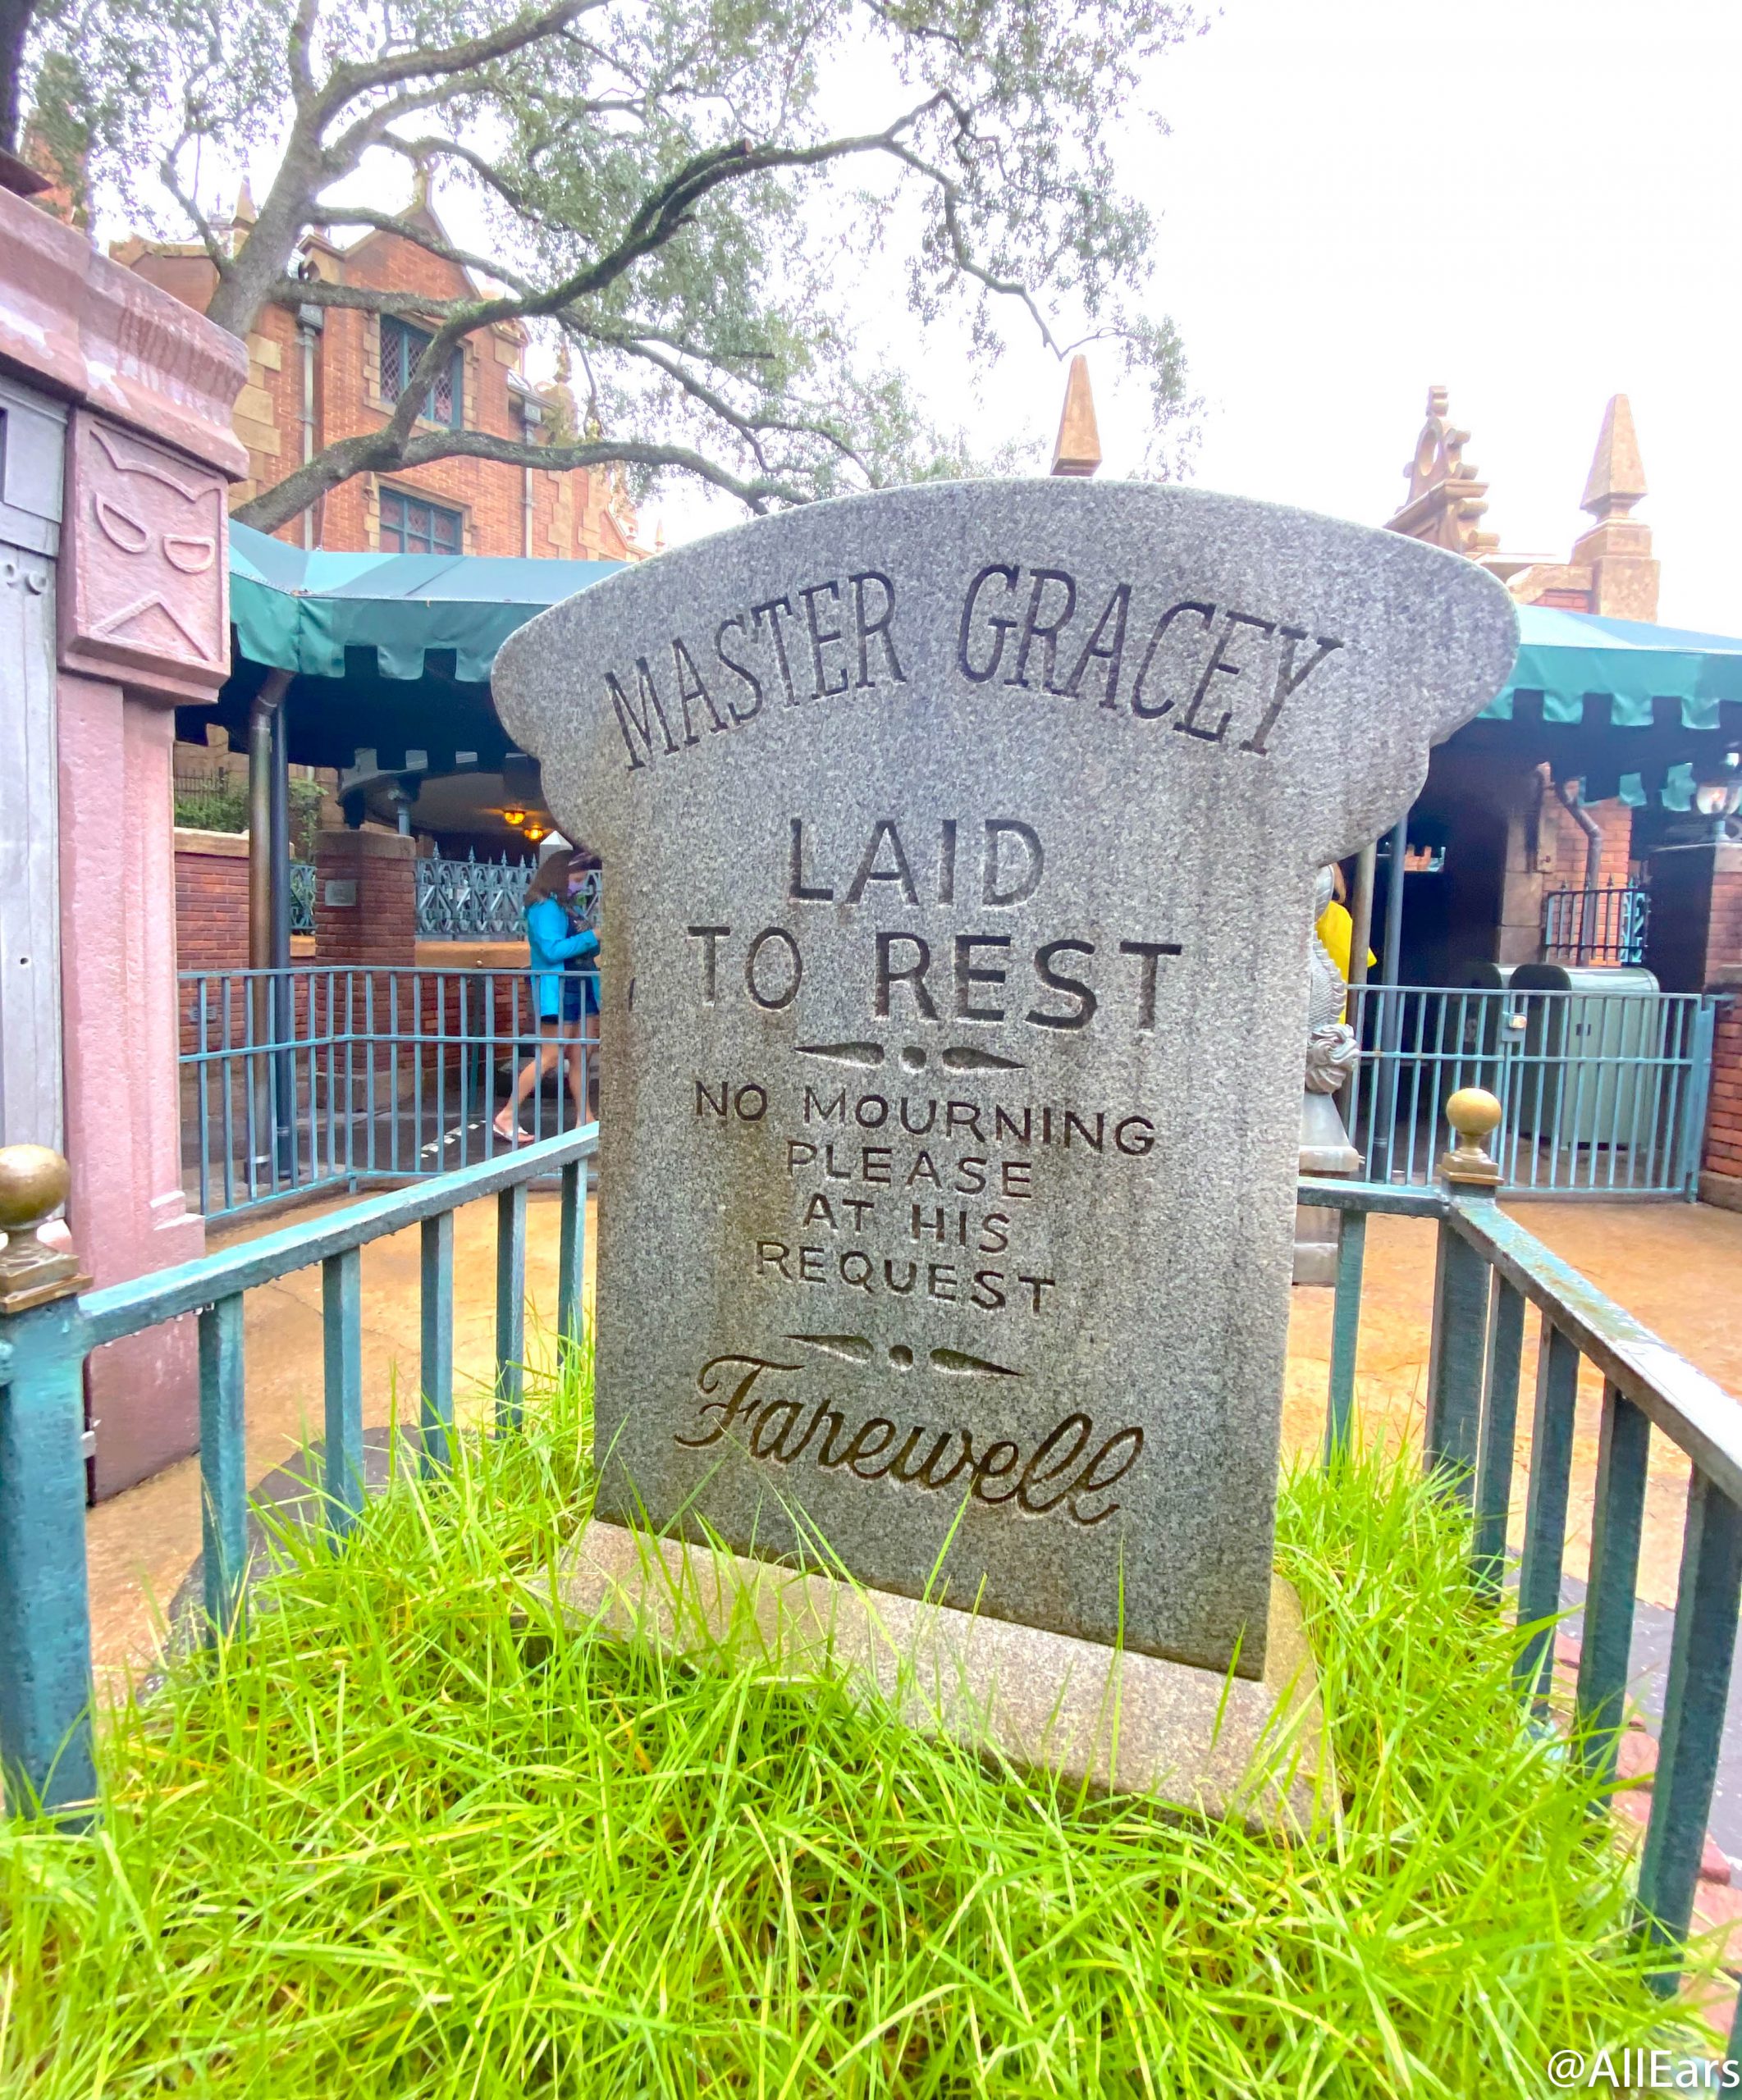 MASTER GRACEY
LAID
TO REST
NO MOURNING
PLEASE
AT HIS
REQUEST
Farewell
@AllEars